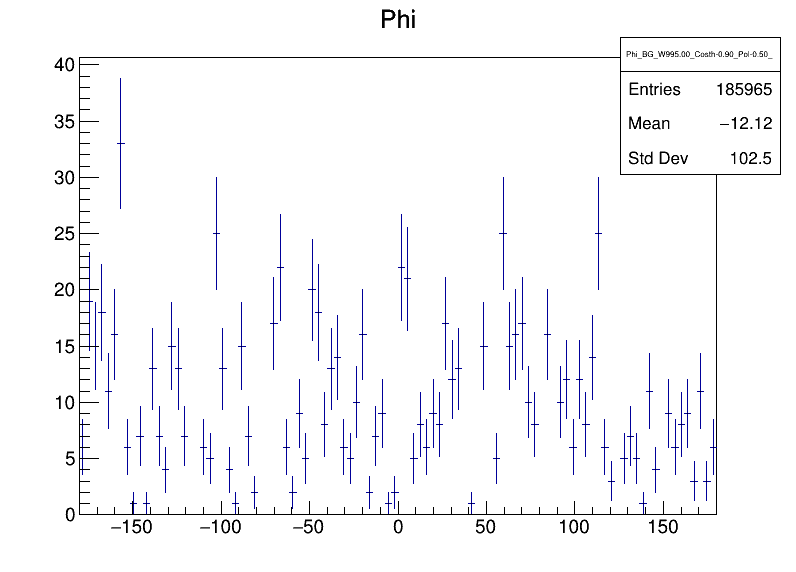 Phi
Phi_BG_W995.00_Costh-0.90_Pol-0.50_
Entries 185965
Mean −12.12
Std Dev 102.5
40
35
30
25
20
15
10
5
0
−150 −100 −50 0 50 100 150